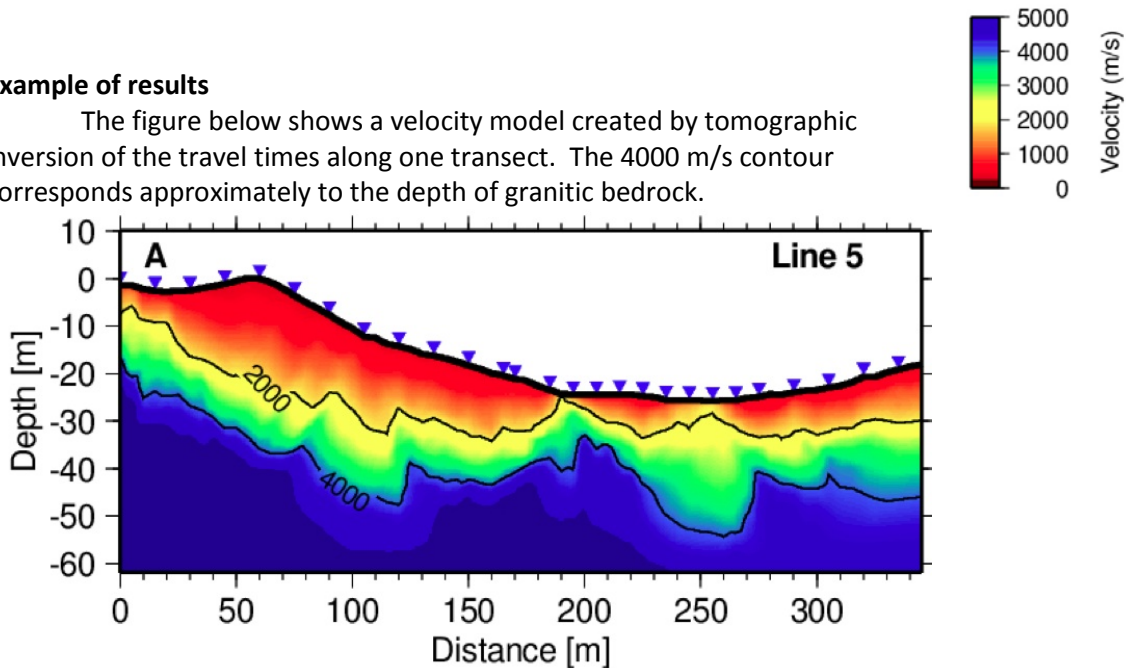 5000
4000
3000
2000
1000
0
Velocity (m/s)
xample of results
The figure below shows a velocity model created by tomographic
nversion of the travel times along one transect. The 4000 m/s contour
orresponds approximately to the depth of granitic bedrock.
10
0
-10
-20
-30
-40
-50
-60
Depth [m]
A
Line 5
2000
4000
0 50 100 150 200 250 300
Distance [m]